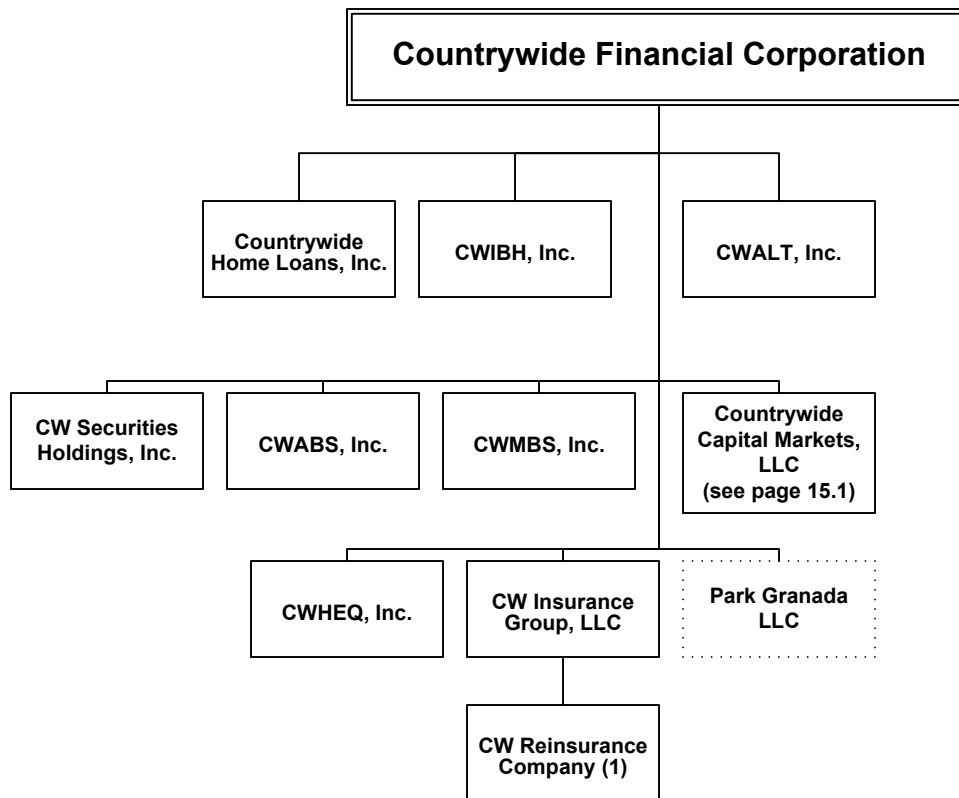 Countrywide Financial Corporation
Countrywide
Home Loans, Inc.
CWIBH, Inc.
CWALT, Inc.
CW Securities
Holdings, Inc.
CWABS, Inc.
CWMBS, Inc.
Countrywide
Capital Markets,
LLC
(see page 15.1)
CWHEQ, Inc.
CW Insurance
Group, LLC
Park Granada
LLC
CW Reinsurance
Company (1)